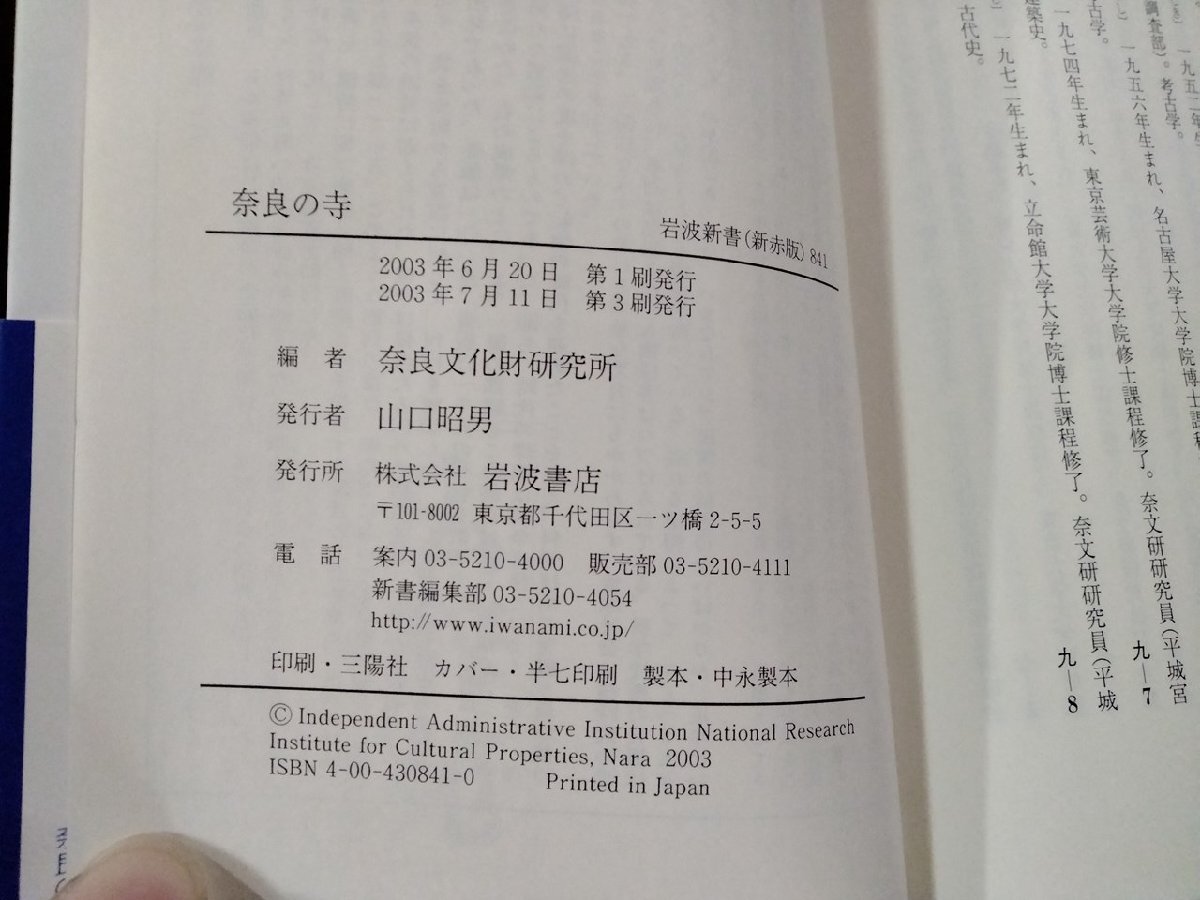 奈良の寺
岩波新書(新赤版)841
2003年6月20日 第1刷発行
2003年7月11日 第3刷発行
編者 奈良文化財研究所
発行者 山口昭男
発行所 株式会社 岩波書店
〒101-8002 東京都千代田区一ツ橋2-5-5
電話 案内03-5210-4000 販売部03-5210-4111
新書編集部03-5210-4054
http://www.iwanami.co.jp/
印刷・三陽社 カバー・半七印刷 製本・中永製本
© Independent Administrative Institution National Research
Institute for Cultural Properties, Nara 2003
ISBN 4-00-430841-0 Printed in Japan
調査部)。考古学。
一九五六年生まれ、名古屋大学大学院博士課程
九―7
古学。
一九七四年生まれ、東京芸術大学大学院修士課程修了。奈文研研究員(平城宮
建築史。
九―8
一九七二年生まれ、立命館大学大学院博士課程修了。奈文研研究員(平城
古代史。